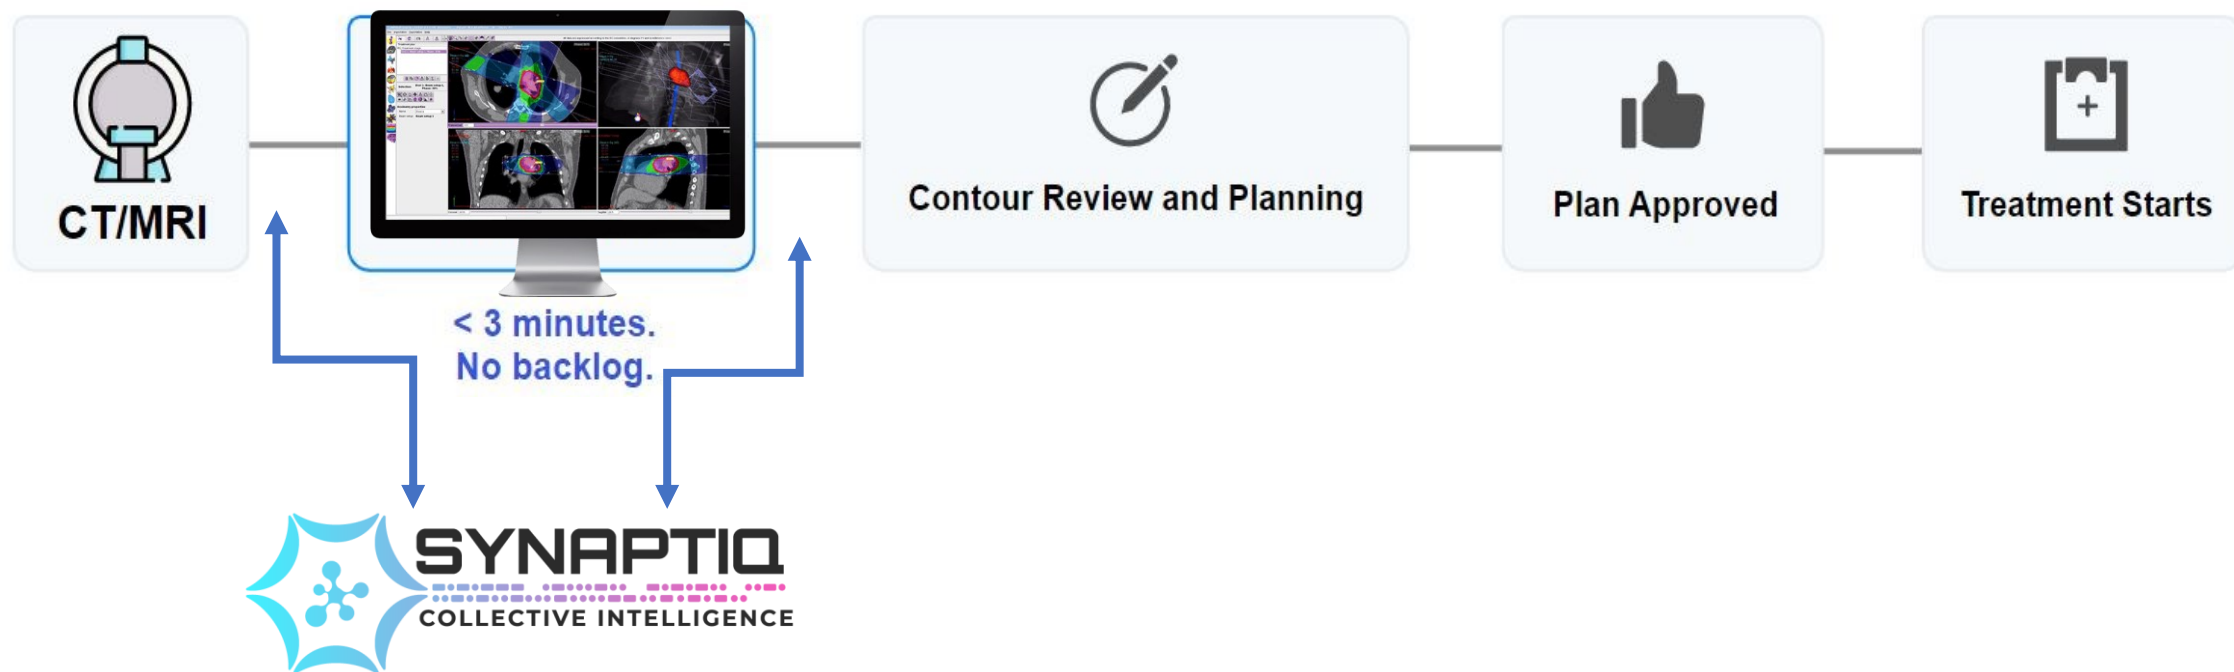 CT/MRI
< 3 minutes.
No backlog.
Contour Review and Planning
Plan Approved
Treatment Starts
SYNAPTIQ
COLLECTIVE INTELLIGENCE